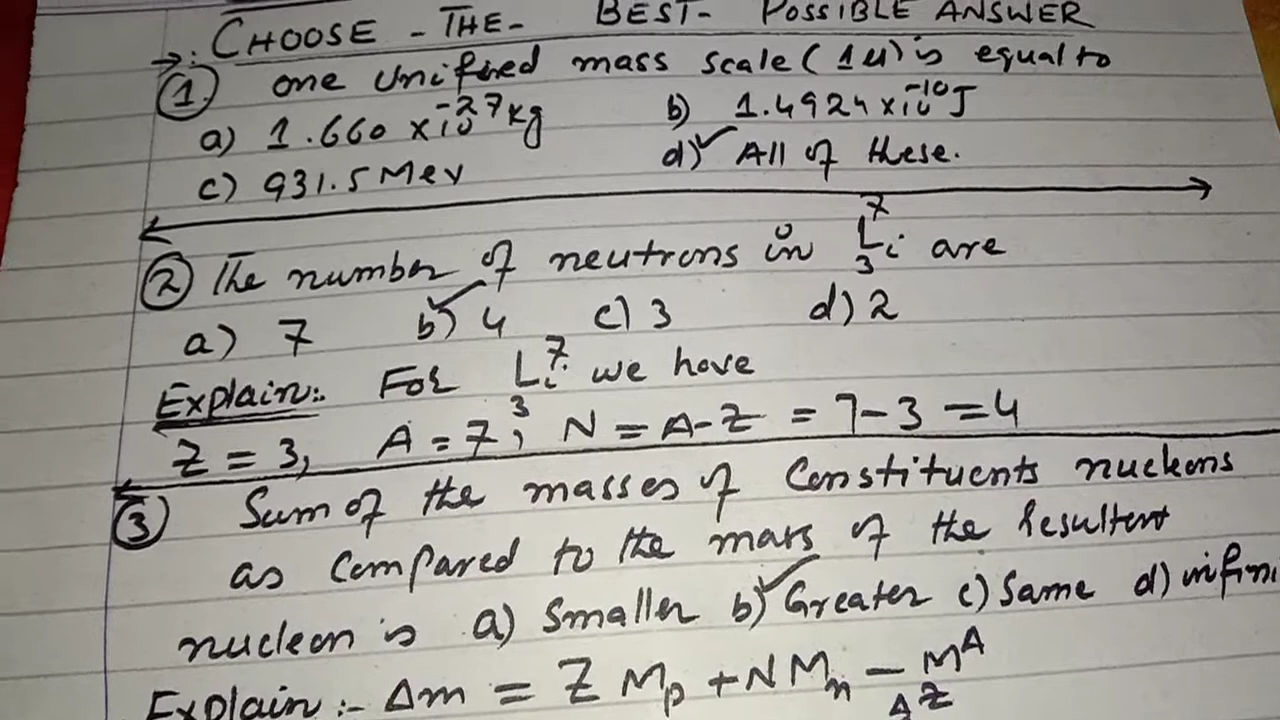 →: CHOOSE - THE - BEST - POSSIBLE ANSWER
① one unified mass scale (1u) is equal to
a) 1.660 x 10⁻²⁷ kg b) 1.4924 x 10⁻¹⁰ J
c) 931.5 Mev d) ✓ All of these.
② The number of neutrons in ₃Li⁷ are
a) 7 b) ✓ 4 c) 3 d) 2
Explain:. For Li⁷₃ we have
Z = 3, A = 7, N = A-Z = 7-3 = 4
③ Sum of the masses of Constituents nucleons
as compared to the mass of the resultent
nucleon is a) Smaller b) ✓ Greater c) Same d)
Explain :- Δm = Z Mp + N Mn - M